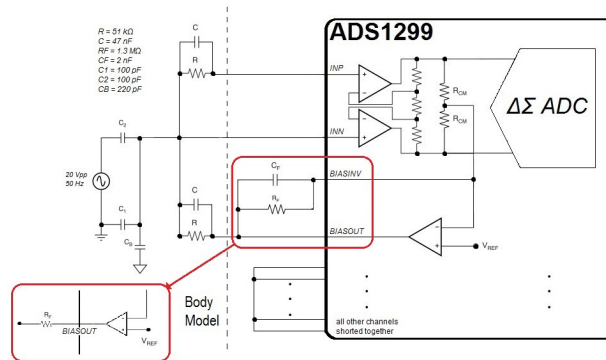 ADS1299
R = 51 kΩ
C = 47 nF
RF = 1.3 MΩ
CF = 2 nF
C1 = 100 pF
C2 = 100 pF
CB = 220 pF
C
R
INP
+
−
RCM
RCM
ΔΣ ADC
C2
INN
−
+
20 Vpp
50 Hz
CF
BIASINV
RF
C1
CB
C
R
BIASOUT
−
+
VREF
RF
BIASOUT
VREF
Body
Model
all other channels
shorted together